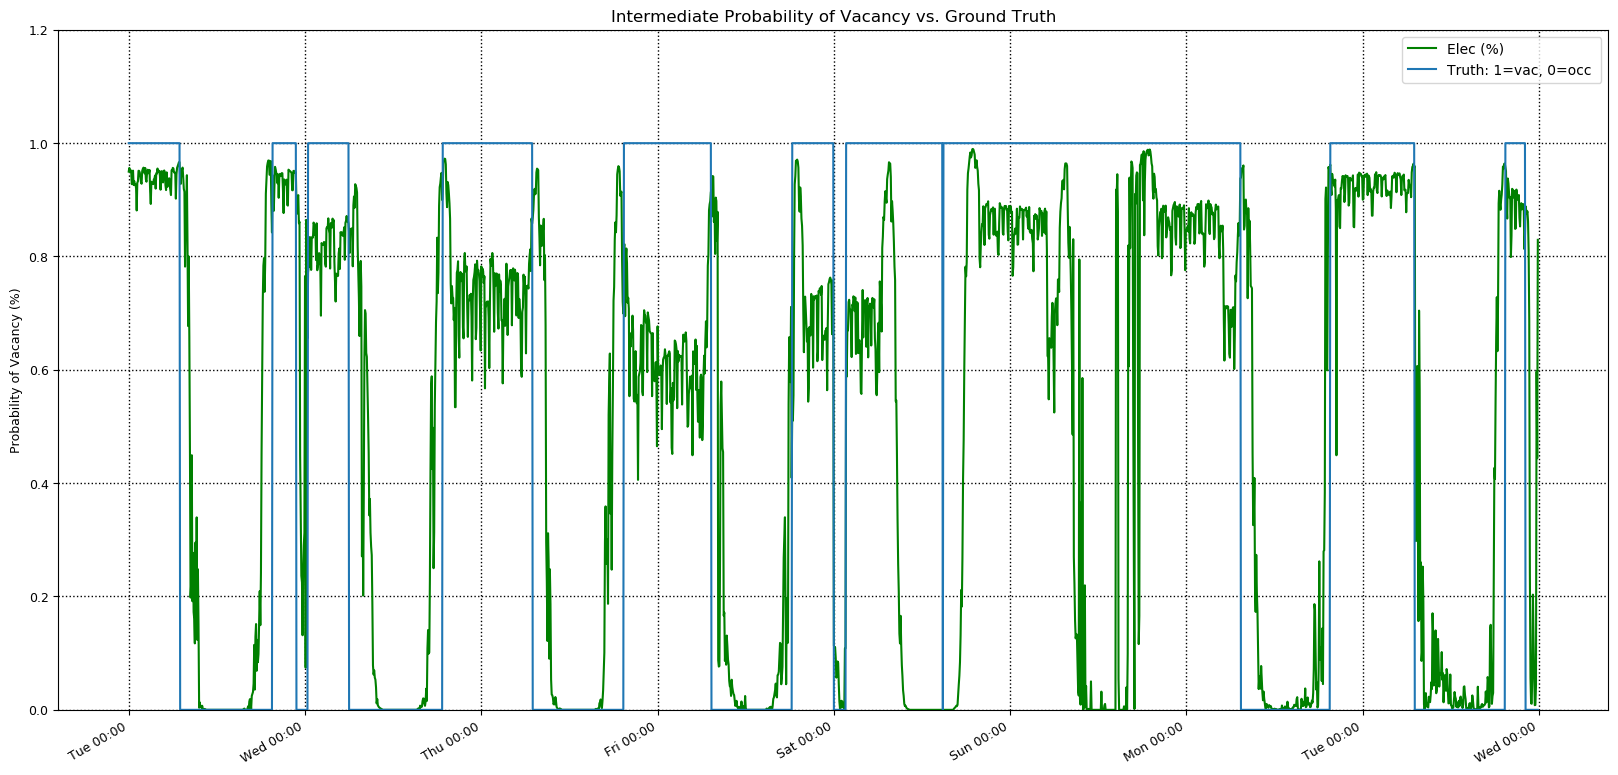 Intermediate Probability of Vacancy vs. Ground Truth
Elec (%)
Truth: 1=vac, 0=occ
Probability of Vacancy (%)
1.2
1.0
0.8
0.6
0.4
0.2
0.0
Tue 00:00
Wed 00:00
Thu 00:00
Fri 00:00
Sat 00:00
Sun 00:00
Mon 00:00
Tue 00:00
Wed 00:00